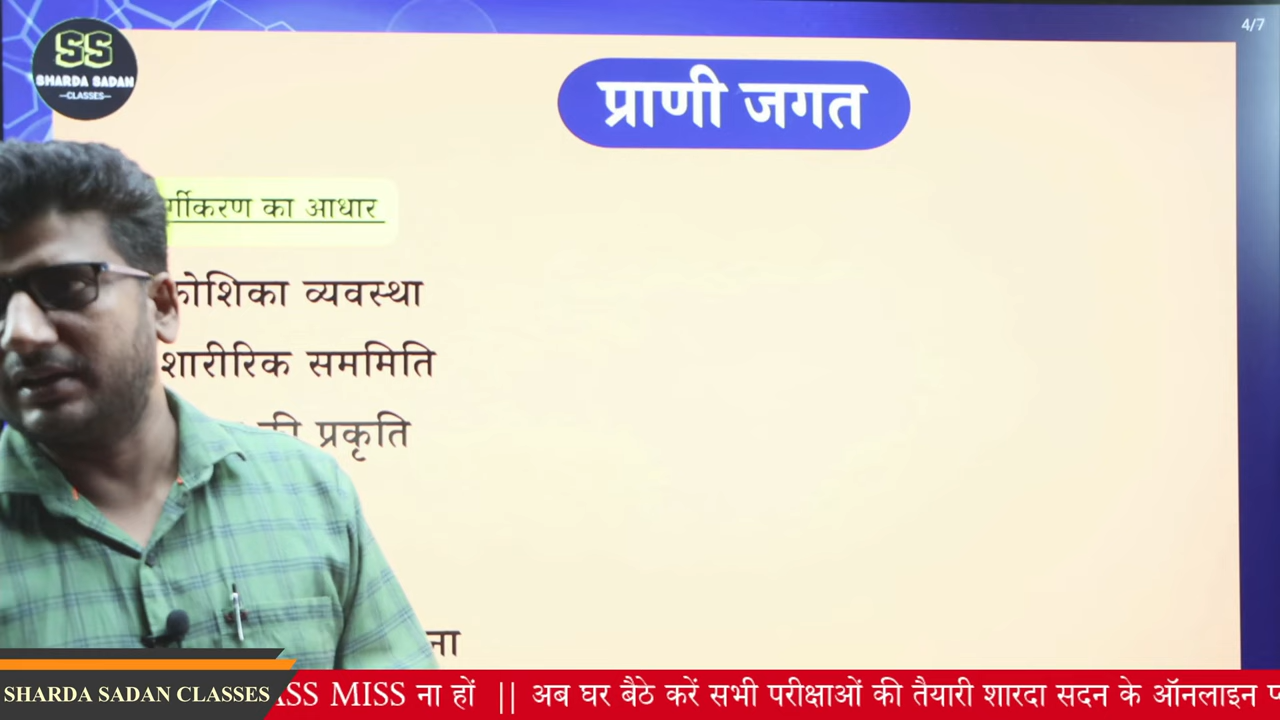 4/7
SS
SHARDA SADAN
—CLASSES—
प्राणी जगत
र्गीकरण का आधार
कोशिका व्यवस्था
शारीरिक सममिति
की प्रकृति
ना
SHARDA SADAN CLASSES
ASS MISS ना हों || अब घर बैठे करें सभी परीक्षाओं की तैयारी शारदा सदन के ऑनलाइन